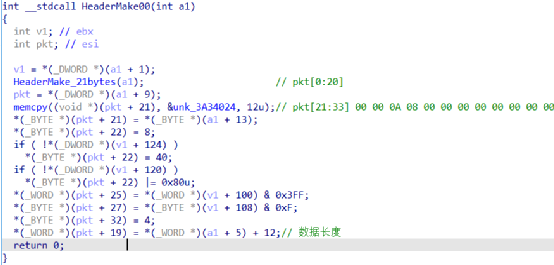 int __stdcall HeaderMake00(int a1)
{
  int v1; // ebx
  int pkt; // esi

  v1 = *(_DWORD *)(a1 + 1);
  HeaderMake_21bytes(a1);                       // pkt[0:20]
  pkt = *(_DWORD *)(a1 + 9);
  memcpy((void *)(pkt + 21), &unk_3A34024, 12u);// pkt[21:33] 00 00 0A 08 00 00 00 00 00 00 00 00
  *(_BYTE *)(pkt + 21) = *(_BYTE *)(a1 + 13);
  *(_BYTE *)(pkt + 22) = 8;
  if ( !*(_DWORD *)(v1 + 124) )
    *(_BYTE *)(pkt + 22) = 40;
  if ( !*(_DWORD *)(v1 + 120) )
    *(_BYTE *)(pkt + 22) |= 0x80u;
  *(_WORD *)(pkt + 25) = *(_WORD *)(v1 + 100) & 0x3FF;
  *(_BYTE *)(pkt + 27) = *(_BYTE *)(v1 + 108) & 0xF;
  *(_BYTE *)(pkt + 32) = 4;
  *(_WORD *)(pkt + 19) = *(_WORD *)(a1 + 5) + 12;// 数据长度
  return 0;
}